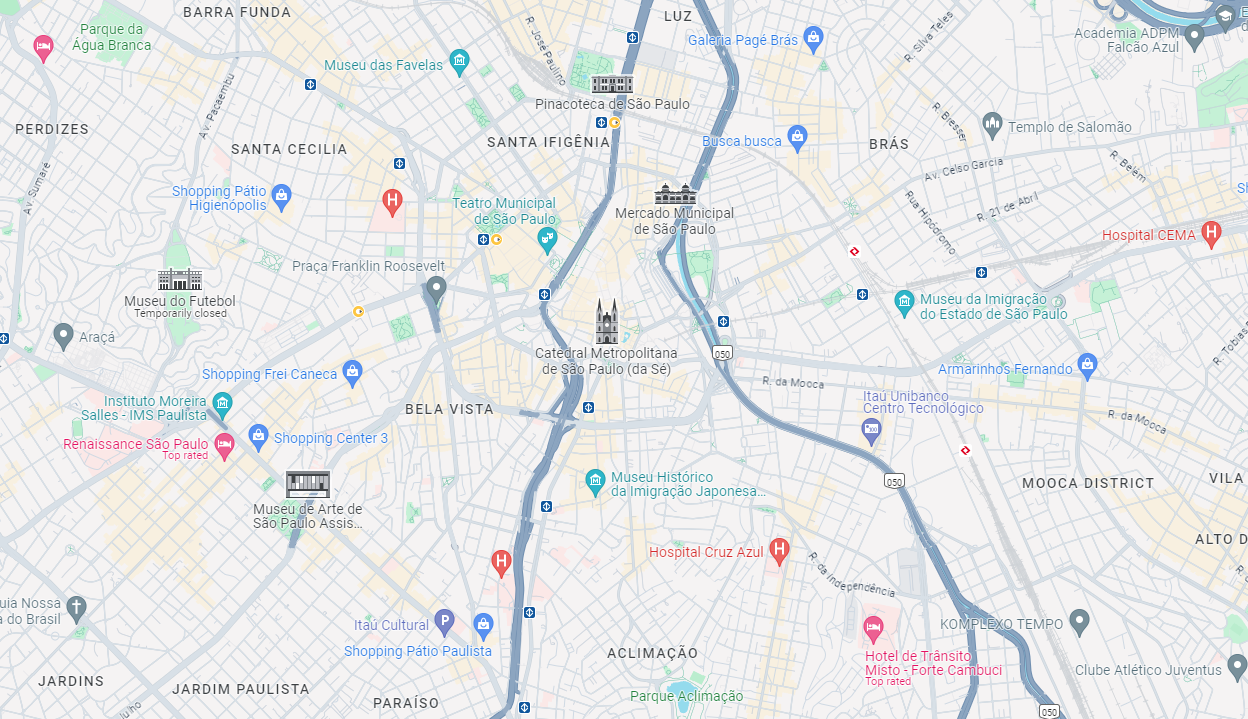 BARRA FUNDA
LUZ
Parque da
Água Branca
R. José Paulino
Galeria Pagé Brás
R. Silva Teles
Academia ADPM
Falcão Azul
Museu das Favelas
Av. Pacaembu
Pinacoteca de São Paulo
PERDIZES
SANTA CECILIA
SANTA IFIGÊNIA
Busca busca
BRÁS
R. Bresser
Templo de Salomão
Av. Sumaré
Av. Celso Garcia
R. Belém
Shopping Pátio
Higienópolis
H
Teatro Municipal
de São Paulo
Mercado Municipal
de São Paulo
Rua Hipódromo
R. 21 de Abril
Hospital CEMA
H
Praça Franklin Roosevelt
Museu do Futebol
Temporarily closed
Museu da Imigração
do Estado de São Paulo
Araçá
Catedral Metropolitana
de São Paulo (da Sé)
050
R. Tobias
Shopping Frei Caneca
R. da Mooca
Armarinhos Fernando
Instituto Moreira
Salles - IMS Paulista
BELA VISTA
Itaú Unibanco
Centro Tecnológico
R. da Mooca
Renaissance São Paulo
Top rated
Shopping Center 3
Museu Histórico
da Imigração Japonesa...
050
MOOCA DISTRICT
VILA
Museu de Arte de
São Paulo Assis...
ALTO D
Hospital Cruz Azul
H
H
R. da Independência
uia Nossa
a do Brasil
Itaú Cultural
P
Shopping Pátio Paulista
KOMPLEXO TEMPO
ACLIMAÇÃO
Hotel de Trânsito
Misto - Forte Cambuci
Top rated
Clube Atlético Juventus
JARDINS
JARDIM PAULISTA
PARAÍSO
Parque Aclimação
050